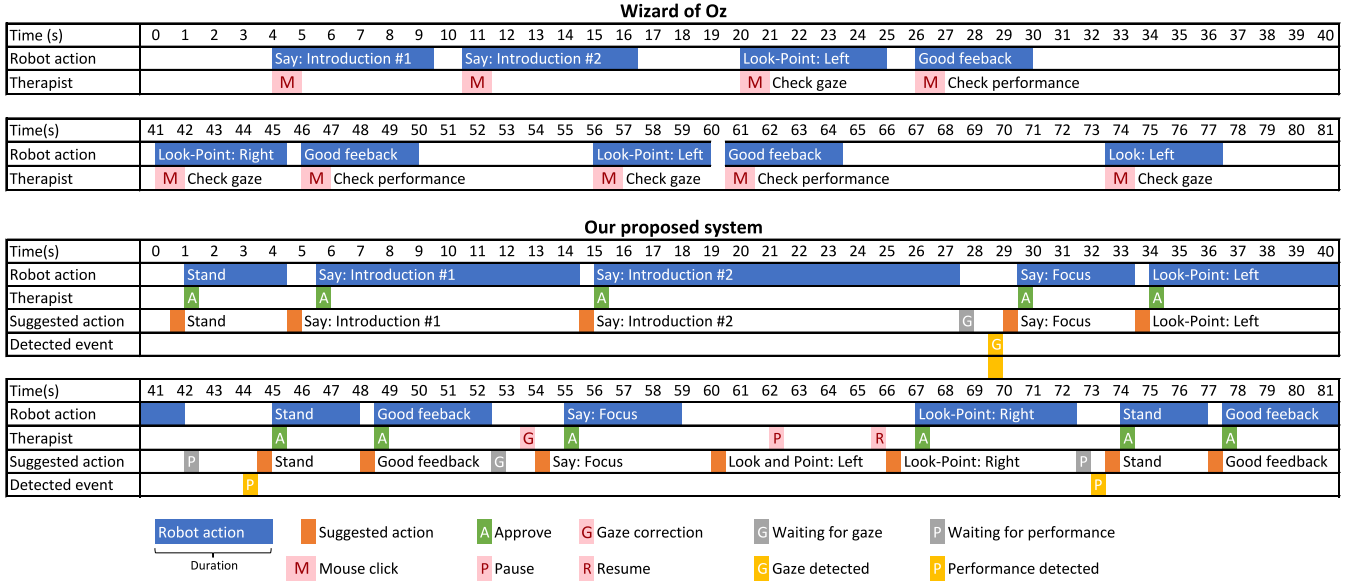 Wizard of Oz
Time (s) 0 1 2 3 4 5 6 7 8 9 10 11 12 13 14 15 16 17 18 19 20 21 22 23 24 25 26 27 28 29 30 31 32 33 34 35 36 37 38 39 40
Robot action Say: Introduction #1 Say: Introduction #2 Look-Point: Left Good feeback
Therapist M M M Check gaze M Check performance
Time(s) 41 42 43 44 45 46 47 48 49 50 51 52 53 54 55 56 57 58 59 60 61 62 63 64 65 66 67 68 69 70 71 72 73 74 75 76 77 78 79 80 81
Robot action Look-Point: Right Good feeback Look-Point: Left Good feeback Look: Left
Therapist M Check gaze M Check performance M Check gaze M Check performance M Check gaze
Our proposed system
Time(s) 0 1 2 3 4 5 6 7 8 9 10 11 12 13 14 15 16 17 18 19 20 21 22 23 24 25 26 27 28 29 30 31 32 33 34 35 36 37 38 39 40
Robot action Stand Say: Introduction #1 Say: Introduction #2 Say: Focus Look-Point: Left
Therapist A A A A A
Suggested action Stand Say: Introduction #1 Say: Introduction #2 G Say: Focus Look-Point: Left
Detected event G
Time(s) 41 42 43 44 45 46 47 48 49 50 51 52 53 54 55 56 57 58 59 60 61 62 63 64 65 66 67 68 69 70 71 72 73 74 75 76 77 78 79 80 81
Robot action Stand Good feeback Say: Focus Look-Point: Right Stand Good feeback
Therapist A A G A P R A A A
Suggested action P Stand Good feedback G Say: Focus Look and Point: Left Look-Point: Right P Stand Good feedback
Detected event P P
Robot action Suggested action A Approve G Gaze correction G Waiting for gaze P Waiting for performance
Duration M Mouse click P Pause R Resume G Gaze detected P Performance detected